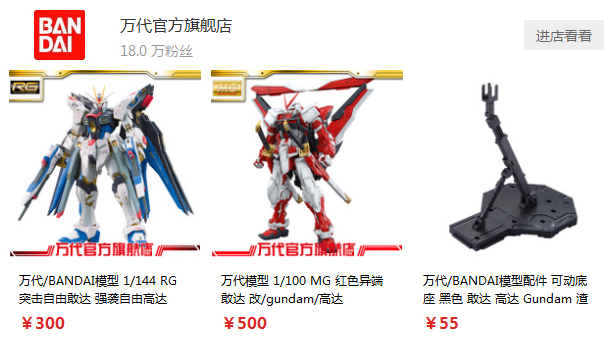 BAN
DAI
万代官方旗舰店
18.0 万粉丝
进店看看
RG
MG
万代官方旗舰店
万代官方旗舰店
万代/BANDAI模型 1/144 RG
突击自由敢达 强袭自由高达
￥300
万代模型 1/100 MG 红色异端
敢达 改/gundam/高达
￥500
万代/BANDAI模型配件 可动底
座 黑色 敢达 高达 Gundam 渣
￥55